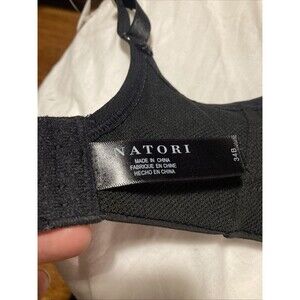 NATORI
MADE IN CHINA
FABRIQUE EN CHINE
HECHO EN CHINA
34B